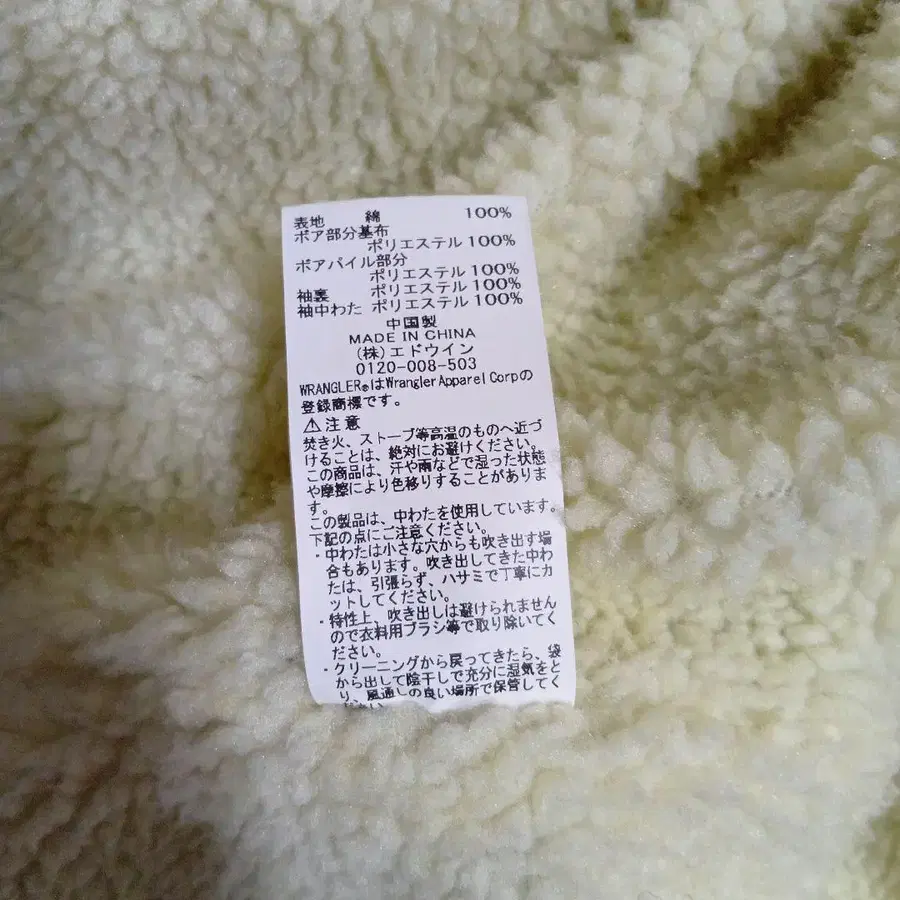 表地 綿 100%
ボア部分基布
ポリエステル 100%
ボアパイル部分
ポリエステル 100%
袖裏 ポリエステル 100%
袖中わた ポリエステル 100%
中国製
MADE IN CHINA
(株)エドウイン
0120-008-503
WRANGLER®はWrangler Apparel Corpの
登録商標です。
⚠注意
焚き火、ストーブ等高温のものへ近づ
けることは、絶対にお避けください。
この商品は、汗や雨などで湿った状態
や摩擦により色移りすることがありま
す。
この製品は、中わたを使用しています。
下記の点にご注意ください。
・中わたは小さな穴からも吹き出す場
合もあります。吹き出してきた中わ
たは、引張らず、ハサミで丁寧にカ
ットしてください。
・特性上、吹き出しは避けられません
ので衣料用ブラシ等で取り除いてく
ださい。
・クリーニングから戻ってきたら、袋
から出して陰干しで充分に湿気をと
り、風通しの良い場所で保管してく
ださい